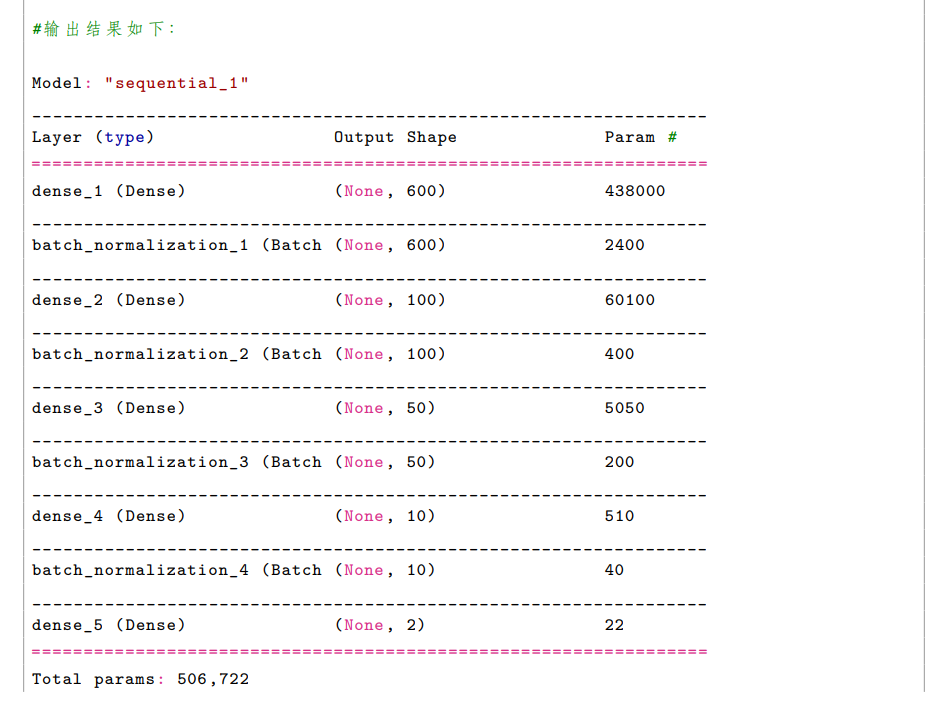 #输出结果如下：
Model: "sequential_1"
_________________________________________________________________
Layer (type)                 Output Shape              Param #
=================================================================
dense_1 (Dense)              (None, 600)               438000
_________________________________________________________________
batch_normalization_1 (Batch (None, 600)               2400
_________________________________________________________________
dense_2 (Dense)              (None, 100)               60100
_________________________________________________________________
batch_normalization_2 (Batch (None, 100)               400
_________________________________________________________________
dense_3 (Dense)              (None, 50)                5050
_________________________________________________________________
batch_normalization_3 (Batch (None, 50)                200
_________________________________________________________________
dense_4 (Dense)              (None, 10)                510
_________________________________________________________________
batch_normalization_4 (Batch (None, 10)                40
_________________________________________________________________
dense_5 (Dense)              (None, 2)                 22
=================================================================
Total params: 506,722